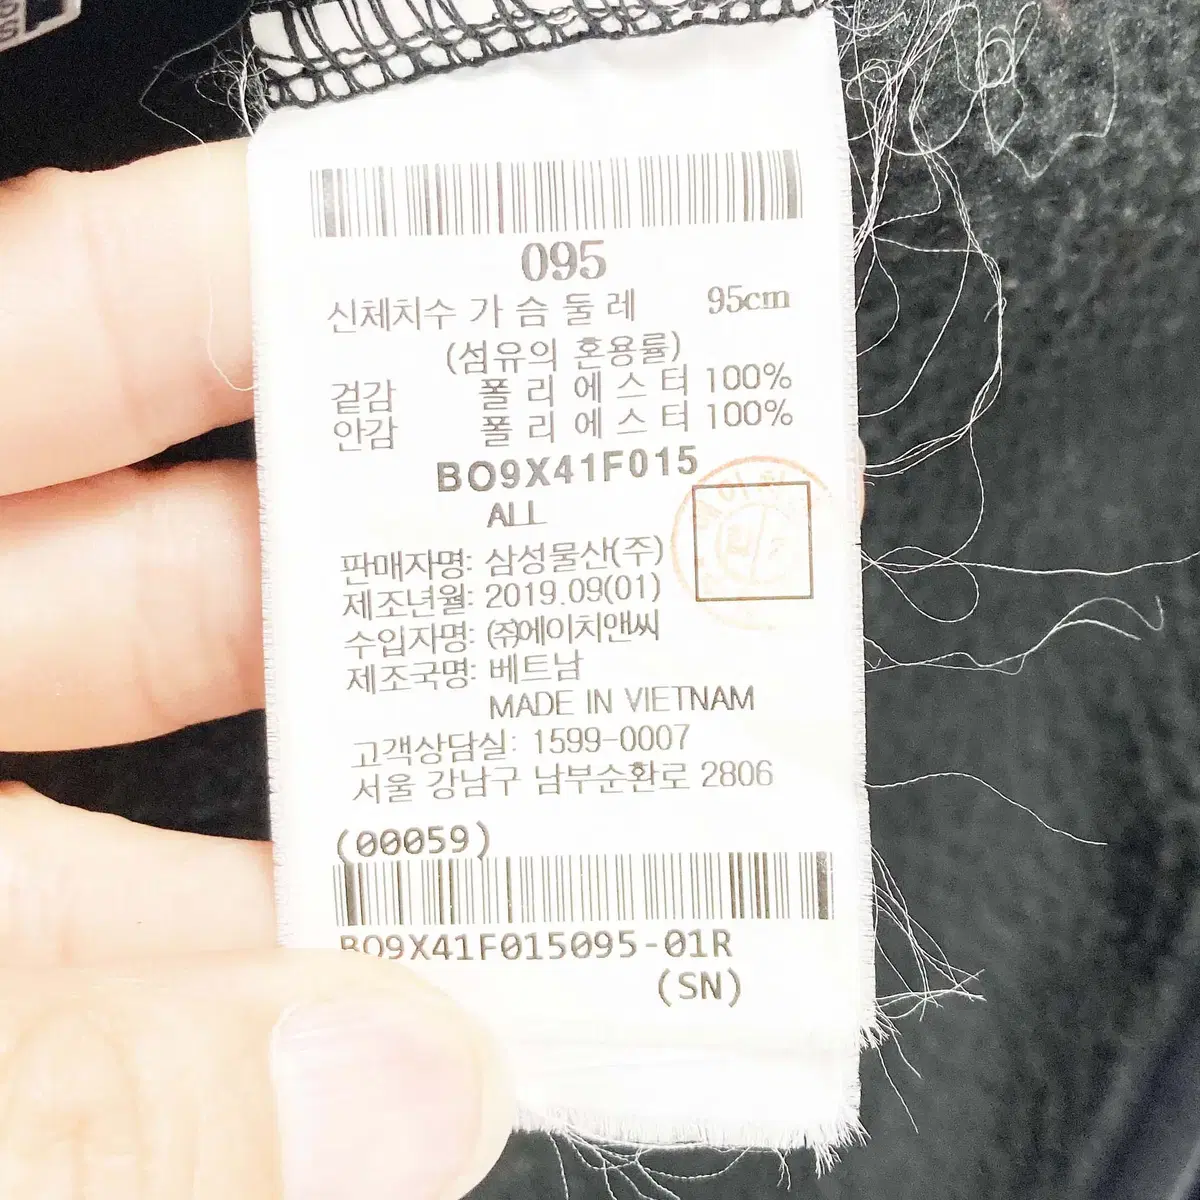 095
신체치수 가 슴 둘 레 95cm
(섬유의 혼용률)
겉감 폴 리 에 스 터 100%
안감 폴 리 에 스 터 100%
BO9X41F015
ALL
판매자명: 삼성물산(주)
제조년월: 2019.09(01)
수입자명: ㈜에이치앤씨
제조국명: 베트남
MADE IN VIETNAM
고객상담실: 1599-0007
서울 강남구 남부순환로 2806
(00059)
BO9X41F015095-01R
(SN)